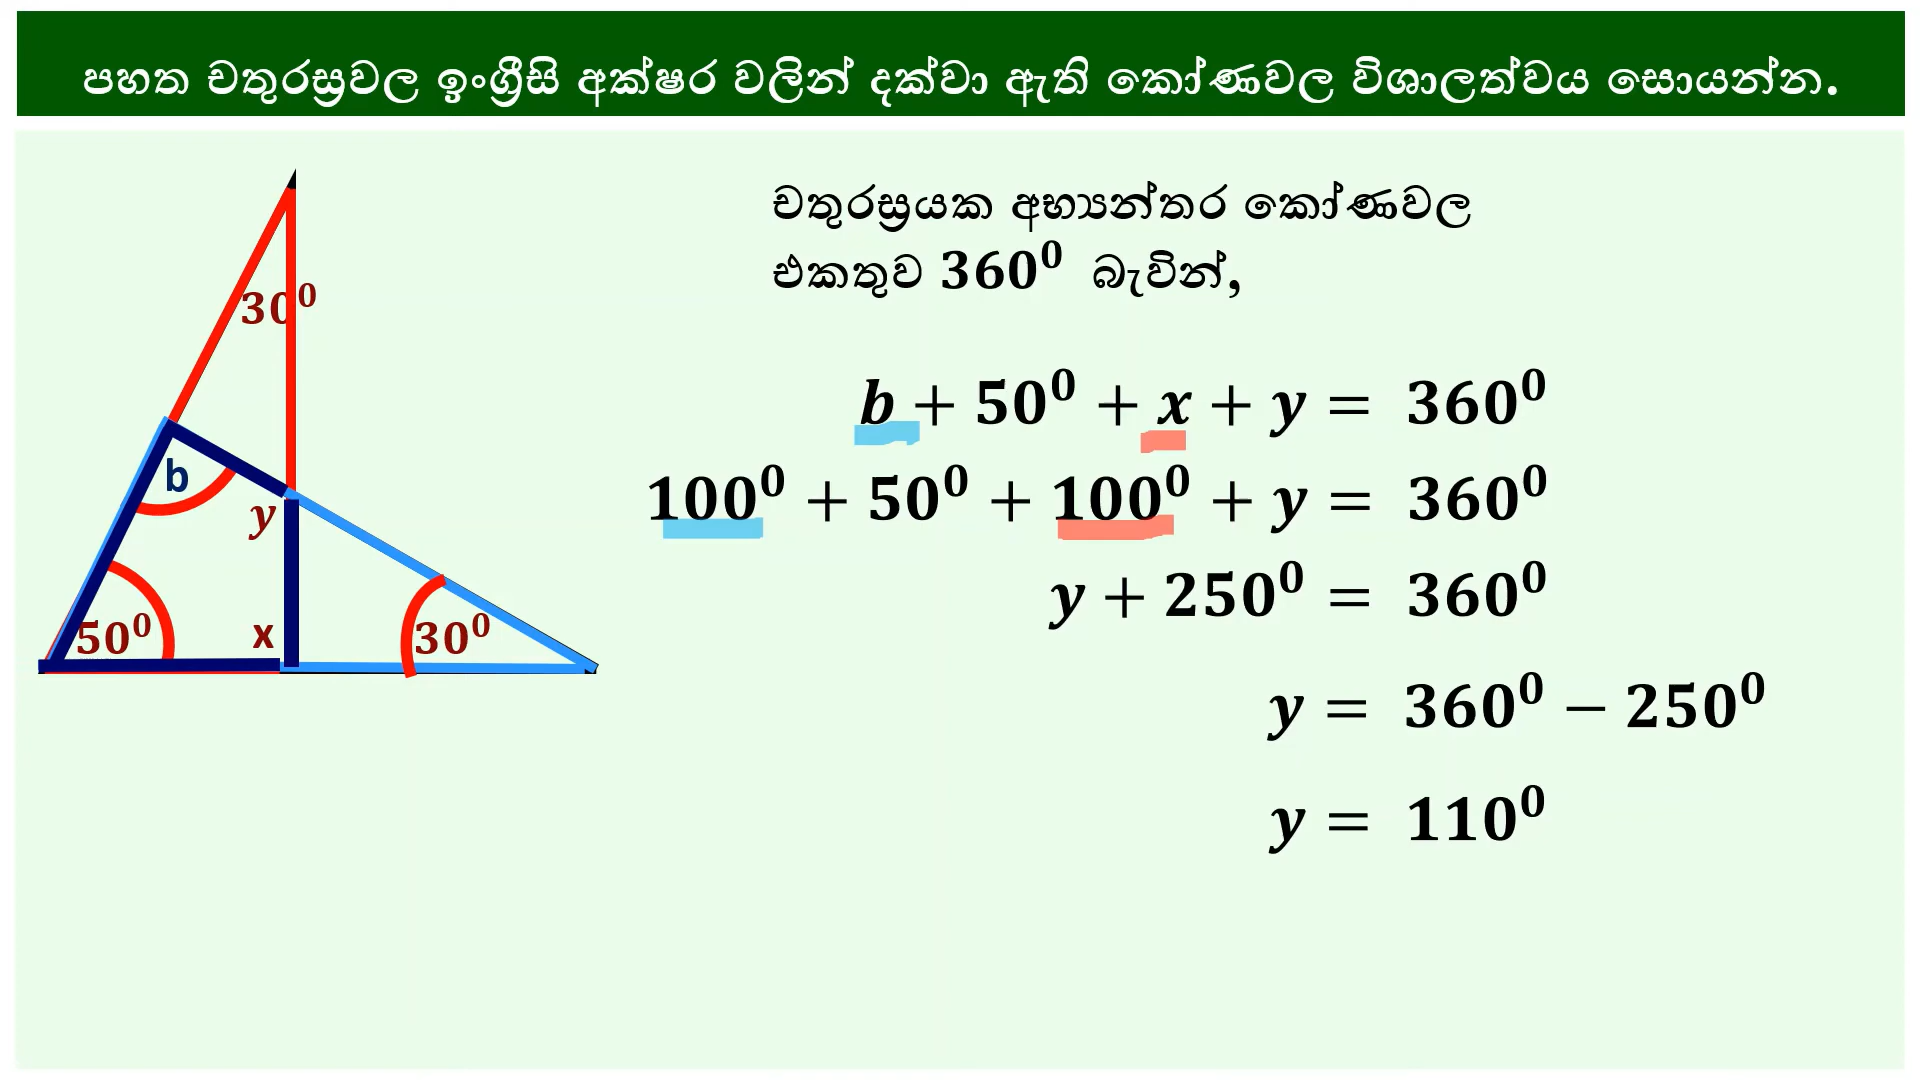 පහත චතුරස්‍රවල ඉංග්‍රීසි අක්ෂර වලින් දක්වා ඇති කෝණවල විශාලත්වය සොයන්න.
චතුරස්‍රයක අභ්‍යන්තර කෝණවල
එකතුව 360⁰ බැවින්,
30⁰
b + 50⁰ + x + y = 360⁰
b
100⁰ + 50⁰ + 100⁰ + y = 360⁰
y
y + 250⁰ = 360⁰
50⁰ x 30⁰
y = 360⁰ − 250⁰
y = 110⁰